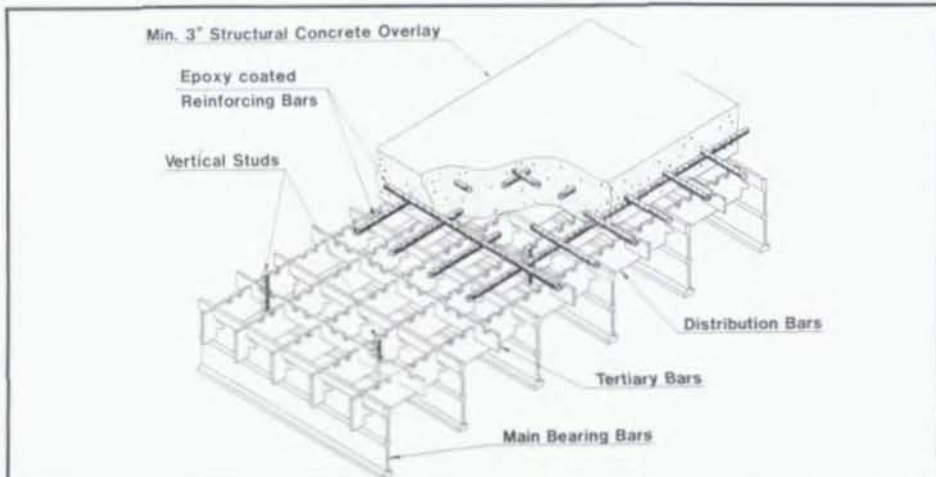 Min. 3" Structural Concrete Overlay
Epoxy coated
Reinforcing Bars
Vertical Studs
Distribution Bars
Tertiary Bars
Main Bearing Bars